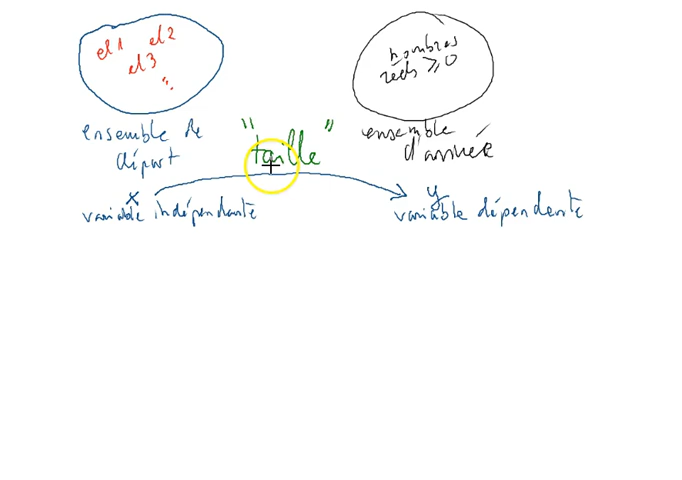 el1 el2
el3
...
nombres
réels ≥ 0
ensemble de
départ
"taille"
ensemble
d'arrivée
x
variable indépendante
y
variable dépendante